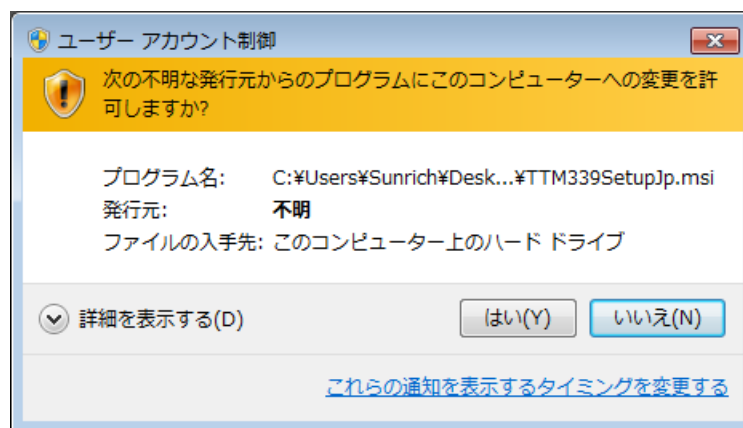 ユーザー アカウント制御
次の不明な発行元からのプログラムにこのコンピューターへの変更を許
可しますか?
プログラム名: C:¥Users¥Sunrich¥Desk...¥TTM339SetupJp.msi
発行元: 不明
ファイルの入手先: このコンピューター上のハード ドライブ
詳細を表示する(D) はい(Y) いいえ(N)
これらの通知を表示するタイミングを変更する